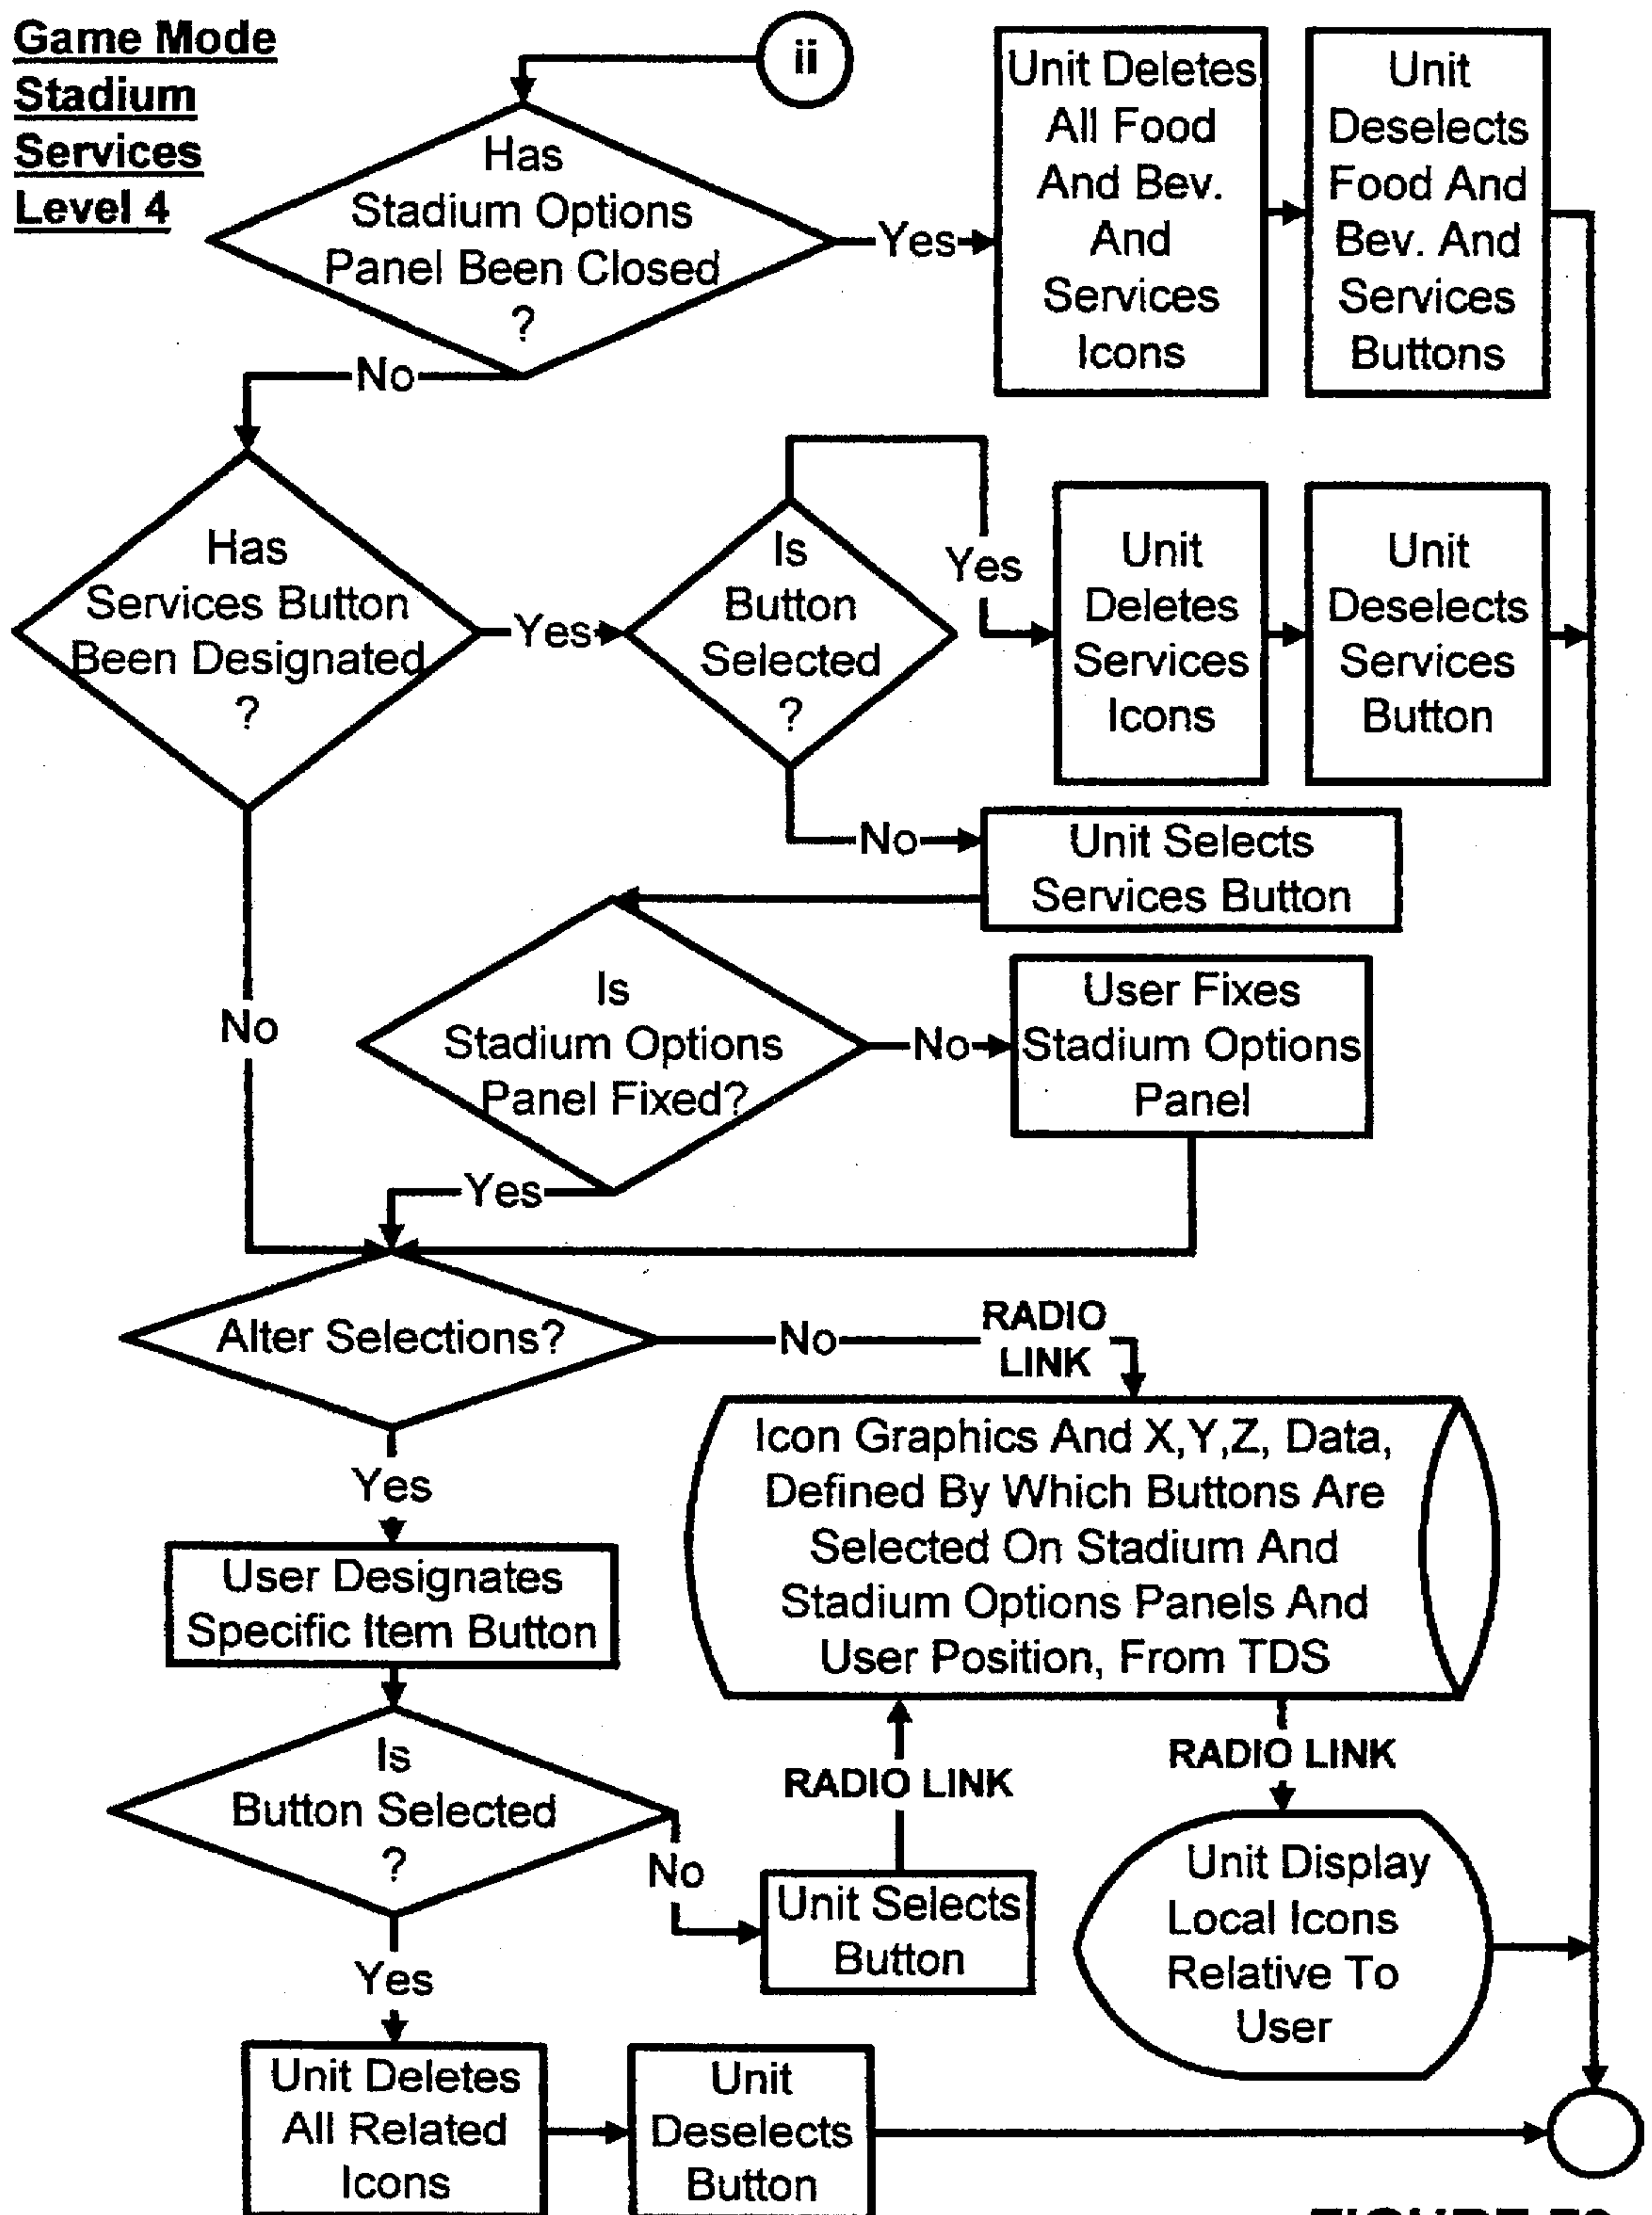 Game Mode
Stadium
Services
Level 4
ii
Has
Stadium Options
Panel Been Closed
?
Yes
Unit Deletes
All Food
And Bev.
And
Services
Icons
Unit
Deselects
Food And
Bev. And
Services
Buttons
No
Has
Services Button
Been Designated
?
Yes
Is
Button
Selected
?
Yes
Unit
Deletes
Services
Icons
Unit
Deselects
Services
Button
No
Unit Selects
Services Button
Is
Stadium Options
Panel Fixed?
No
User Fixes
Stadium Options
Panel
No
Yes
Alter Selections?
No
RADIO
LINK
Icon Graphics And X,Y,Z, Data,
Defined By Which Buttons Are
Selected On Stadium And
Stadium Options Panels And
User Position, From TDS
Yes
User Designates
Specific Item Button
Is
Button Selected
?
No
Unit Selects
Button
RADIO LINK
RADIO LINK
Unit Display
Local Icons
Relative To
User
Yes
Unit Deletes
All Related
Icons
Unit
Deselects
Button